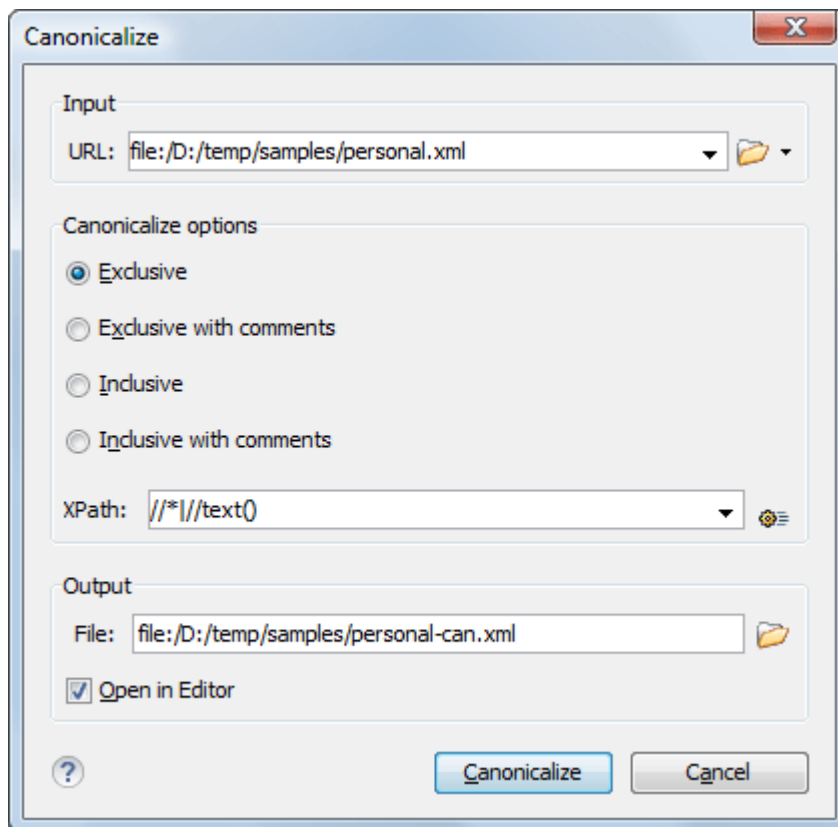 Canonicalize
Input
URL: file:/D:/temp/samples/personal.xml
Canonicalize options
Exclusive
Exclusive with comments
Inclusive
Inclusive with comments
XPath: //*|//text()
Output
File: file:/D:/temp/samples/personal-can.xml
Open in Editor
? Canonicalize Cancel